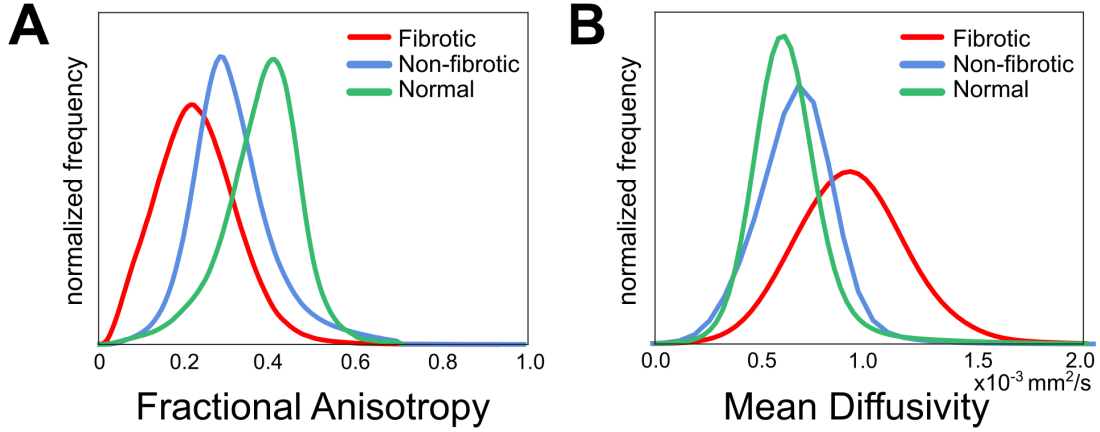 A
normalized frequency
Fibrotic
Non-fibrotic
Normal
0 0.2 0.4 0.6 0.8 1.0
Fractional Anisotropy
B
normalized frequency
Fibrotic
Non-fibrotic
Normal
0.0 0.5 1.0 1.5 2.0
x10⁻³ mm²/s
Mean Diffusivity